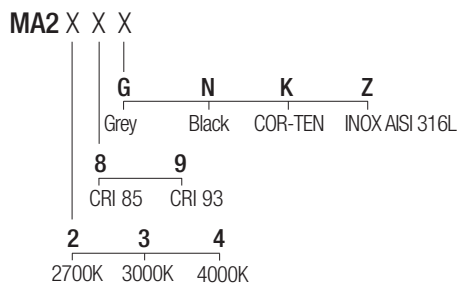 MA2 X X X
G N K Z
Grey Black COR-TEN INOX AISI 316L
8 9
CRI 85 CRI 93
2 3 4
2700K 3000K 4000K